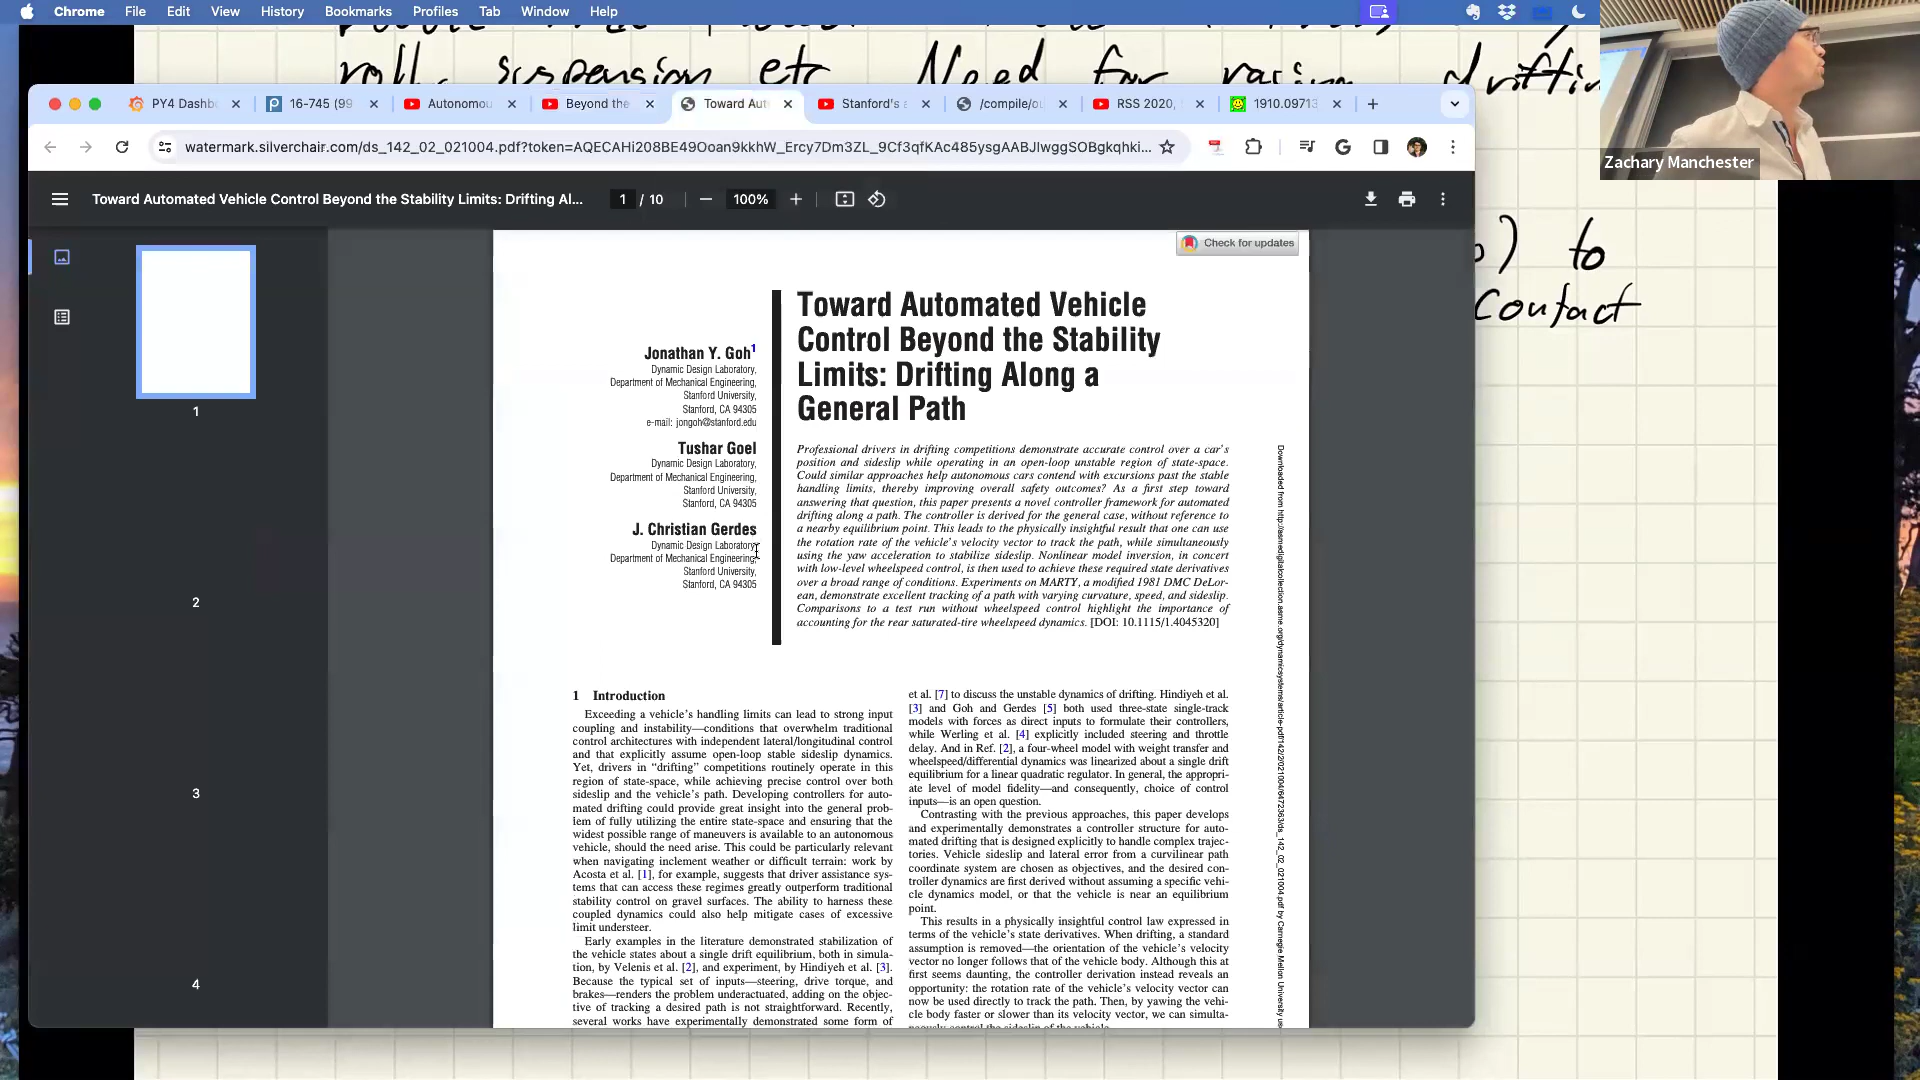 Chrome File Edit View History Bookmarks Profiles Tab Window Help
roll, suspension etc. Need for racing, drifting
PY4 Dashb
16-745 (99
Autonomou
Beyond the
Toward Aut
Stanford's a
/compile/ou
RSS 2020,
1910.09713
watermark.silverchair.com/ds_142_02_021004.pdf?token=AQECAHi208BE49Ooan9kkhW_Ercy7Dm3ZL_9Cf3qfKAc485ysgAABJIwggSOBgkqhki...
Zachary Manchester
Toward Automated Vehicle Control Beyond the Stability Limits: Drifting Al...
1 / 10
100%
) to
Contact
1
2
3
4
Check for updates
Toward Automated Vehicle
Control Beyond the Stability
Limits: Drifting Along a
General Path
Jonathan Y. Goh1
Dynamic Design Laboratory,
Department of Mechanical Engineering,
Stanford University,
Stanford, CA 94305
e-mail: jongoh@stanford.edu
Tushar Goel
Dynamic Design Laboratory,
Department of Mechanical Engineering,
Stanford University,
Stanford, CA 94305
J. Christian Gerdes
Dynamic Design Laboratory,
Department of Mechanical Engineering,
Stanford University,
Stanford, CA 94305
Professional drivers in drifting competitions demonstrate accurate control over a car's
position and sideslip while operating in an open-loop unstable region of state-space.
Could similar approaches help autonomous cars contend with excursions past the stable
handling limits, thereby improving overall safety outcomes? As a first step toward
answering that question, this paper presents a novel controller framework for automated
drifting along a path. The controller is derived for the general case, without reference to
a nearby equilibrium point. This leads to the physically insightful result that one can use
the rotation rate of the vehicle's velocity vector to track the path, while simultaneously
using the yaw acceleration to stabilize sideslip. Nonlinear model inversion, in concert
with low-level wheelspeed control, is then used to achieve these required state derivatives
over a broad range of conditions. Experiments on MARTY, a modified 1981 DMC DeLor-
ean, demonstrate excellent tracking of a path with varying curvature, speed, and sideslip.
Comparisons to a test run without wheelspeed control highlight the importance of
accounting for the rear saturated-tire wheelspeed dynamics. [DOI: 10.1115/1.4045320]
1 Introduction
Exceeding a vehicle's handling limits can lead to strong input
coupling and instability—conditions that overwhelm traditional
control architectures with independent lateral/longitudinal control
and that explicitly assume open-loop stable sideslip dynamics.
Yet, drivers in "drifting" competitions routinely operate in this
region of state-space, while achieving precise control over both
sideslip and the vehicle's path. Developing controllers for auto-
mated drifting could provide great insight into the general prob-
lem of fully utilizing the entire state-space and ensuring that the
widest possible range of maneuvers is available to an autonomous
vehicle, should the need arise. This could be particularly relevant
when navigating inclement weather or difficult terrain: work by
Acosta et al. [1], for example, suggests that driver assistance sys-
tems that can access these regimes greatly outperform traditional
stability control on gravel surfaces. The ability to harness these
coupled dynamics could also help mitigate cases of excessive
limit understeer.
Early examples in the literature demonstrated stabilization of
the vehicle states about a single drift equilibrium, both in simula-
tion, by Velenis et al. [2], and experiment, by Hindiyeh et al. [3].
Because the typical set of inputs—steering, drive torque, and
brakes—renders the problem underactuated, adding on the objec-
tive of tracking a desired path is not straightforward. Recently,
several works have experimentally demonstrated some form of
et al. [7] to discuss the unstable dynamics of drifting. Hindiyeh et al.
[3] and Goh and Gerdes [5] both used three-state single-track
models with forces as direct inputs to formulate their controllers,
while Werling et al. [4] explicitly included steering and throttle
delay. And in Ref. [2], a four-wheel model with weight transfer and
wheelspeed/differential dynamics was linearized about a single drift
equilibrium for a linear quadratic regulator. In general, the appropri-
ate level of model fidelity—and consequently, choice of control
inputs—is an open question.
Contrasting with the previous approaches, this paper develops
and experimentally demonstrates a controller structure for auto-
mated drifting that is designed explicitly to handle complex trajec-
tories. Vehicle sideslip and lateral error from a curvilinear path
coordinate system are chosen as objectives, and the desired con-
troller dynamics are first derived without assuming a specific vehi-
cle dynamics model, or that the vehicle is near an equilibrium
point.
This results in a physically insightful control law expressed in
terms of the vehicle's state derivatives. When drifting, a standard
assumption is removed—the orientation of the vehicle's velocity
vector no longer follows that of the vehicle body. Although this at
first seems daunting, the controller derivation instead reveals an
opportunity: the rotation rate of the vehicle's velocity vector can
now be used directly to track the path. Then, by yawing the vehi-
cle body faster or slower than its velocity vector, we can simulta-
neously control the sideslip of the vehicle.